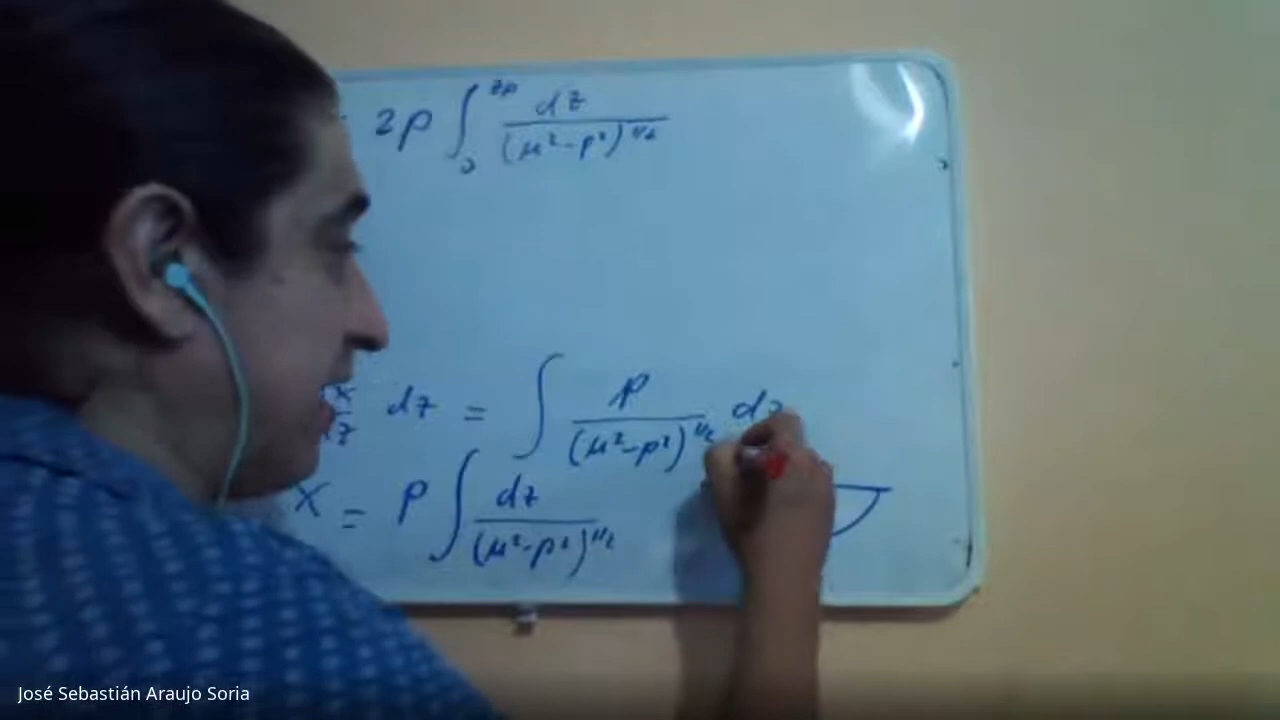 2p ∫₀^{zp} dz / (μ²-p²)^{1/2}
dx/dz dz = ∫ p / (μ²-p²)^{1/2} dz
x = p ∫ dz / (μ²-p²)^{1/2}
José Sebastián Araujo Soria